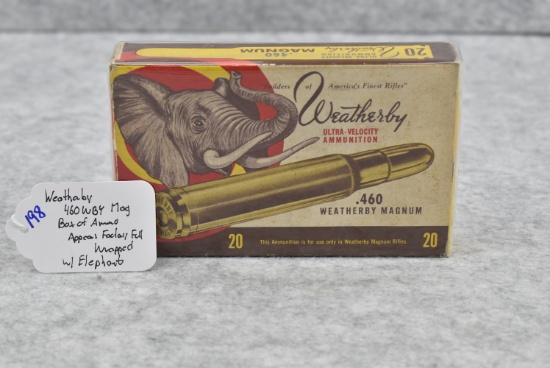 20
Weatherby
.460
MAGNUM
"Builders of America's Finest Rifles"
Weatherby
ULTRA-VELOCITY
AMMUNITION
.460
WEATHERBY MAGNUM
20
This Ammunition is for use only in Weatherby Magnum Rifles
20
198
Weatherby
460 WBY Mag
Box of Ammo
Appears Factory Full
Wrapped
w/ Elephant